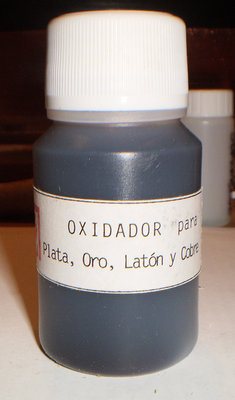 OXIDADOR para
Plata, Oro, Latón y Cobre